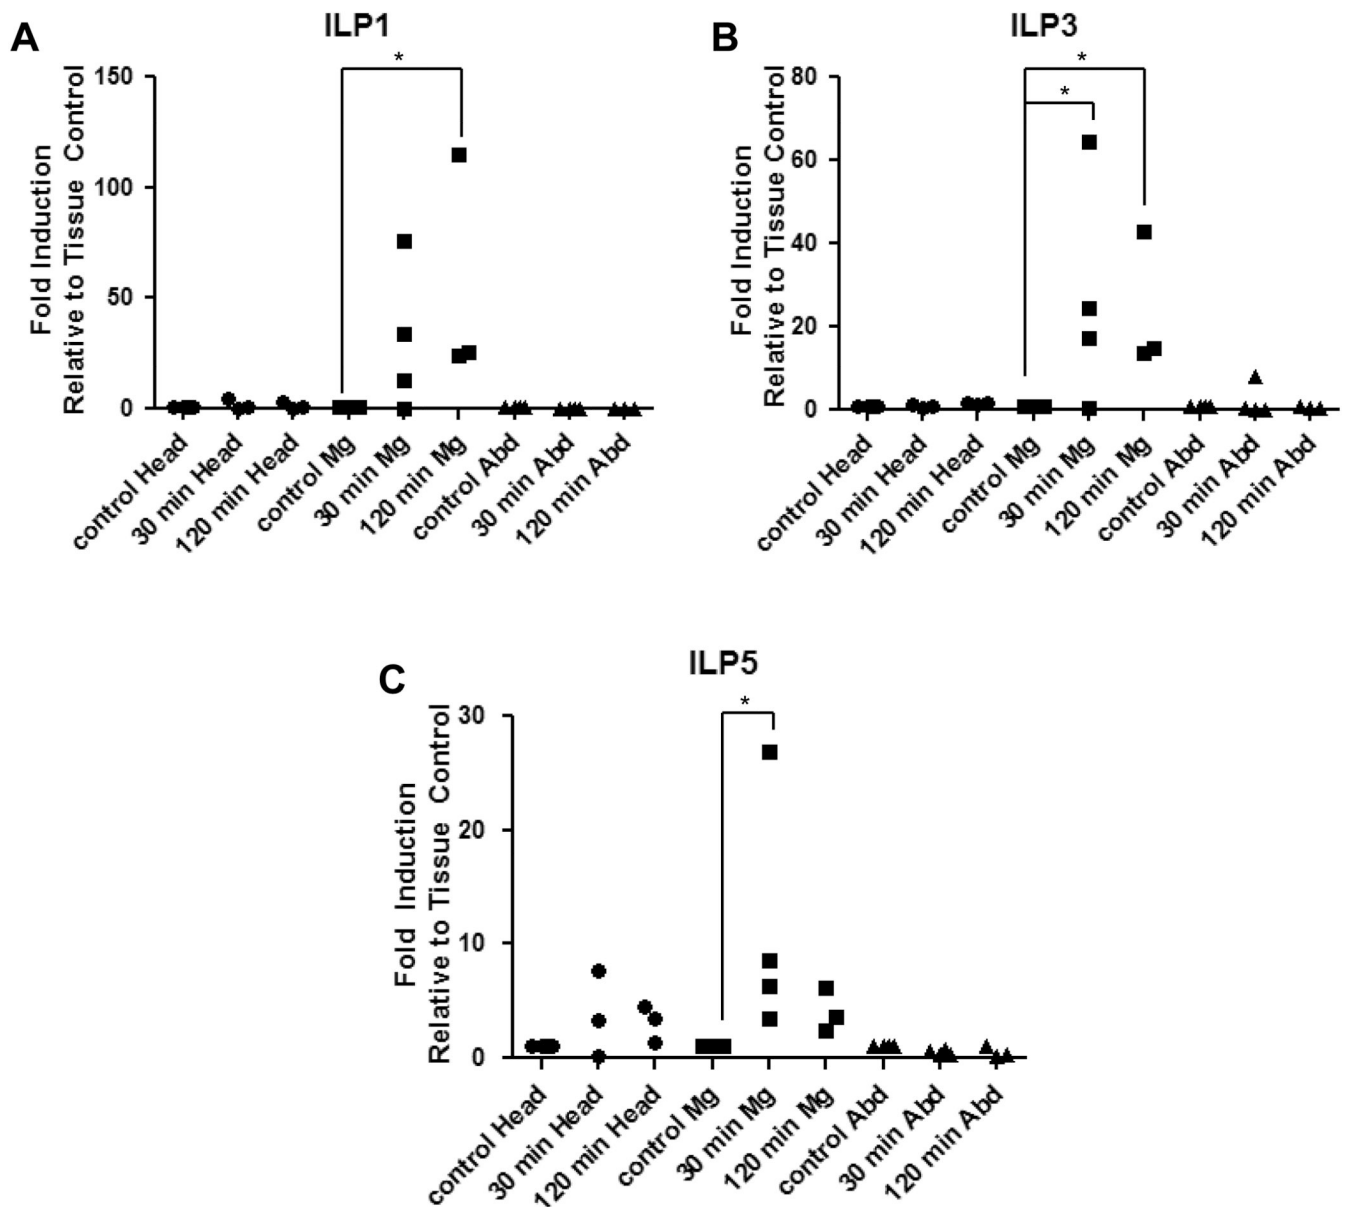 A
ILP1
Fold Induction
Relative to Tissue Control
150
100
50
0
*
control Head
30 min Head
120 min Head
control Mg
30 min Mg
120 min Mg
control Abd
30 min Abd
120 min Abd
B
ILP3
Fold Induction
Relative to Tissue Control
80
60
40
20
0
*
*
control Head
30 min Head
120 min Head
control Mg
30 min Mg
120 min Mg
control Abd
30 min Abd
120 min Abd
C
ILP5
Fold Induction
Relative to Tissue Control
30
20
10
0
*
control Head
30 min Head
120 min Head
control Mg
30 min Mg
120 min Mg
control Abd
30 min Abd
120 min Abd